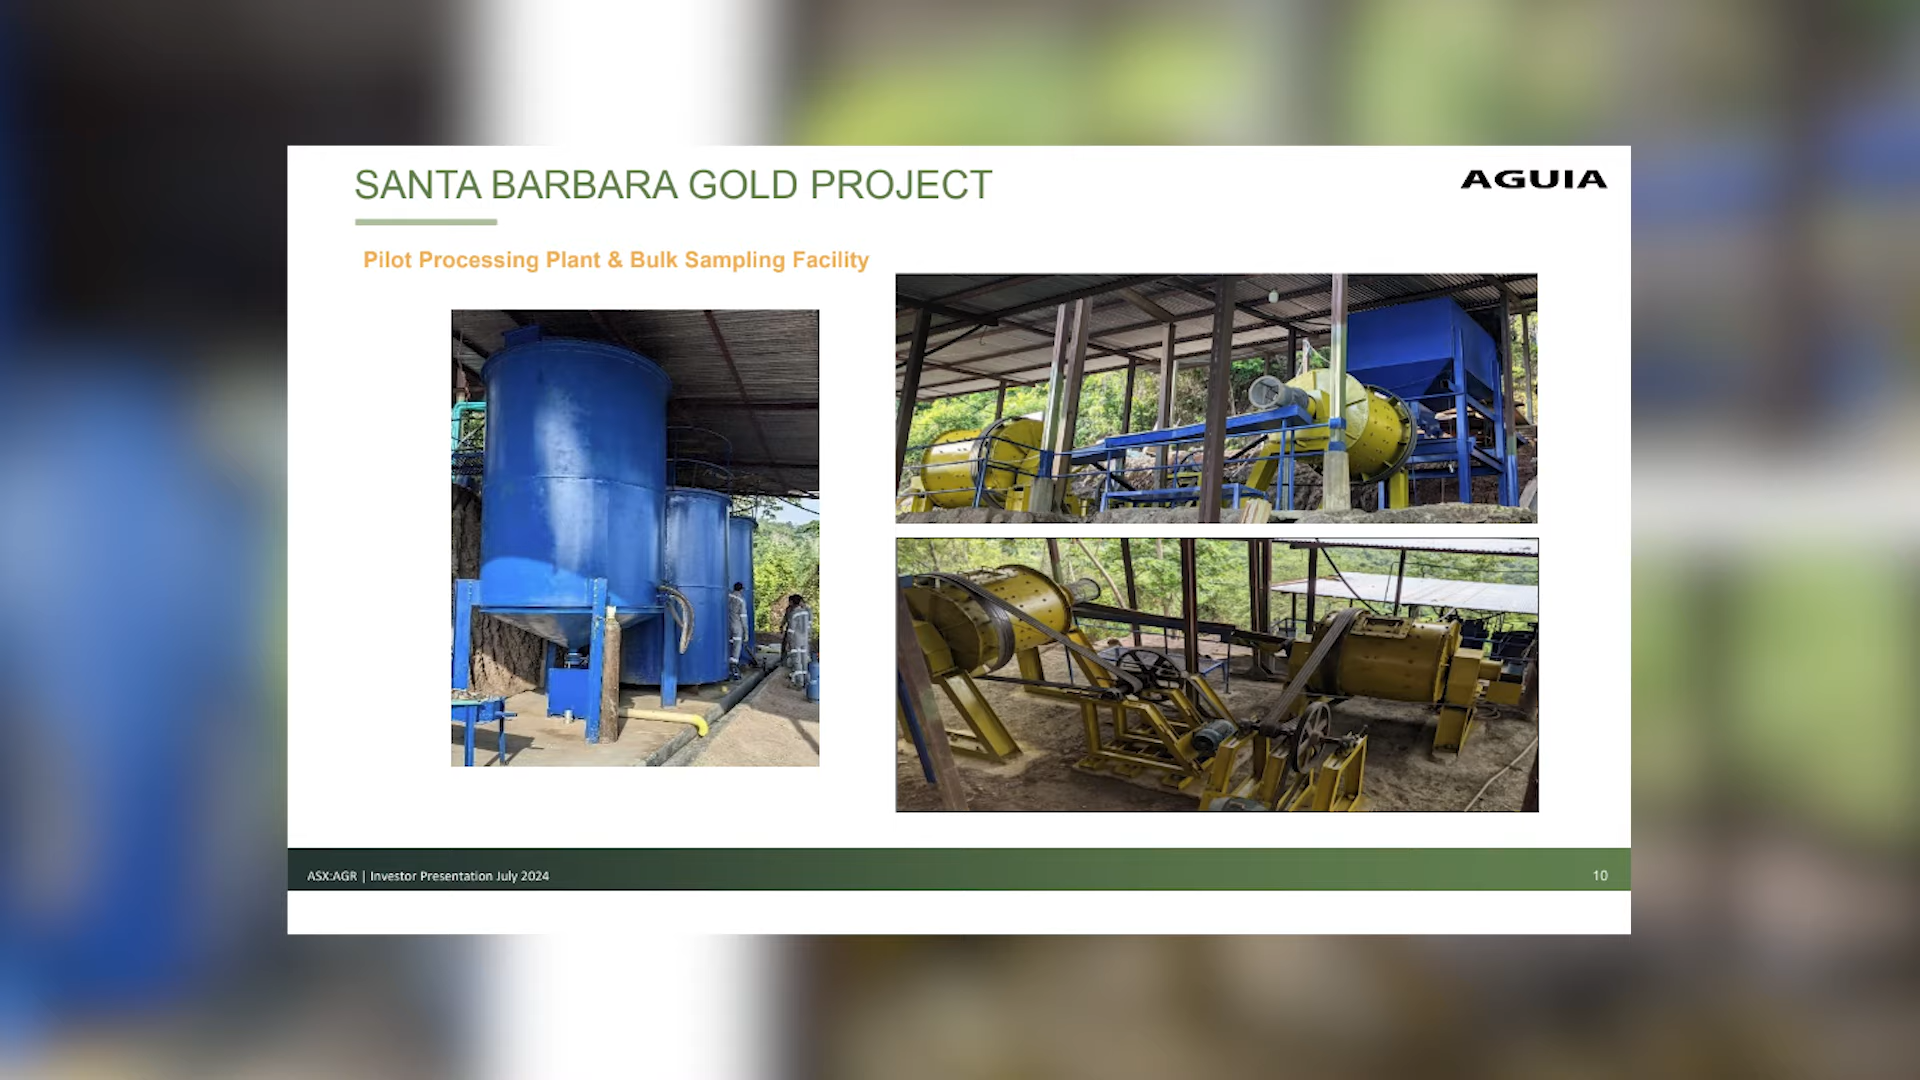 SANTA BARBARA GOLD PROJECT
AGUIA
Pilot Processing Plant & Bulk Sampling Facility
ASX:AGR | Investor Presentation July 2024
10